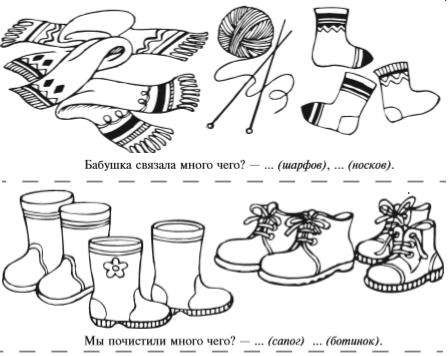 Бабушка связала много чего? — ... (шарфов), ... (носков).
Мы почистили много чего? — ... (сапог) ... (ботинок).